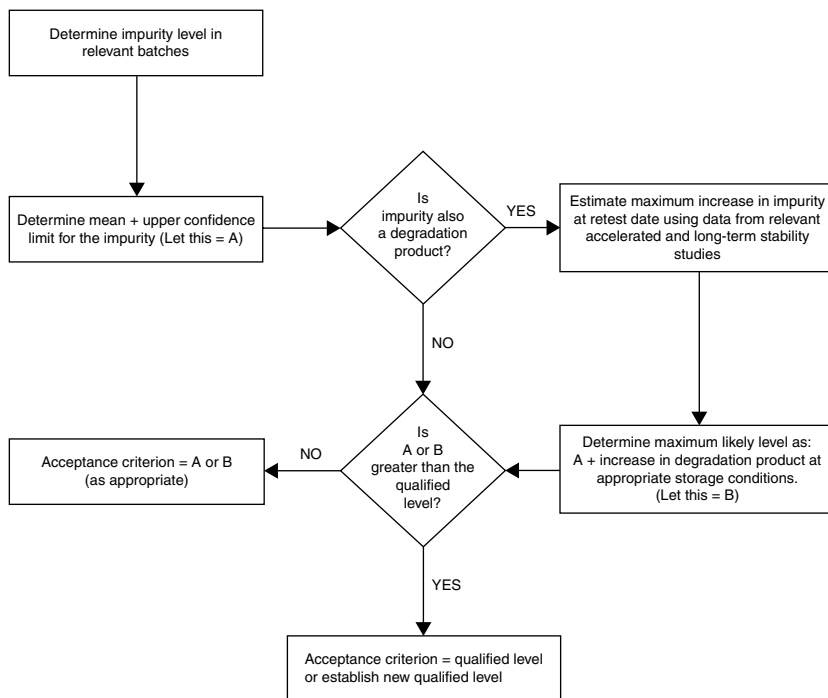 Determine impurity level in
relevant batches
Determine mean + upper confidence
limit for the impurity (Let this = A)
Is
impurity also
a degradation
product?
YES
Estimate maximum increase in impurity
at retest date using data from relevant
accelerated and long-term stability
studies
NO
Determine maximum likely level as:
A + increase in degradation product at
appropriate storage conditions.
(Let this = B)
Is
A or B
greater than the
qualified
level?
NO
Acceptance criterion = A or B
(as appropriate)
YES
Acceptance criterion = qualified level
or establish new qualified level